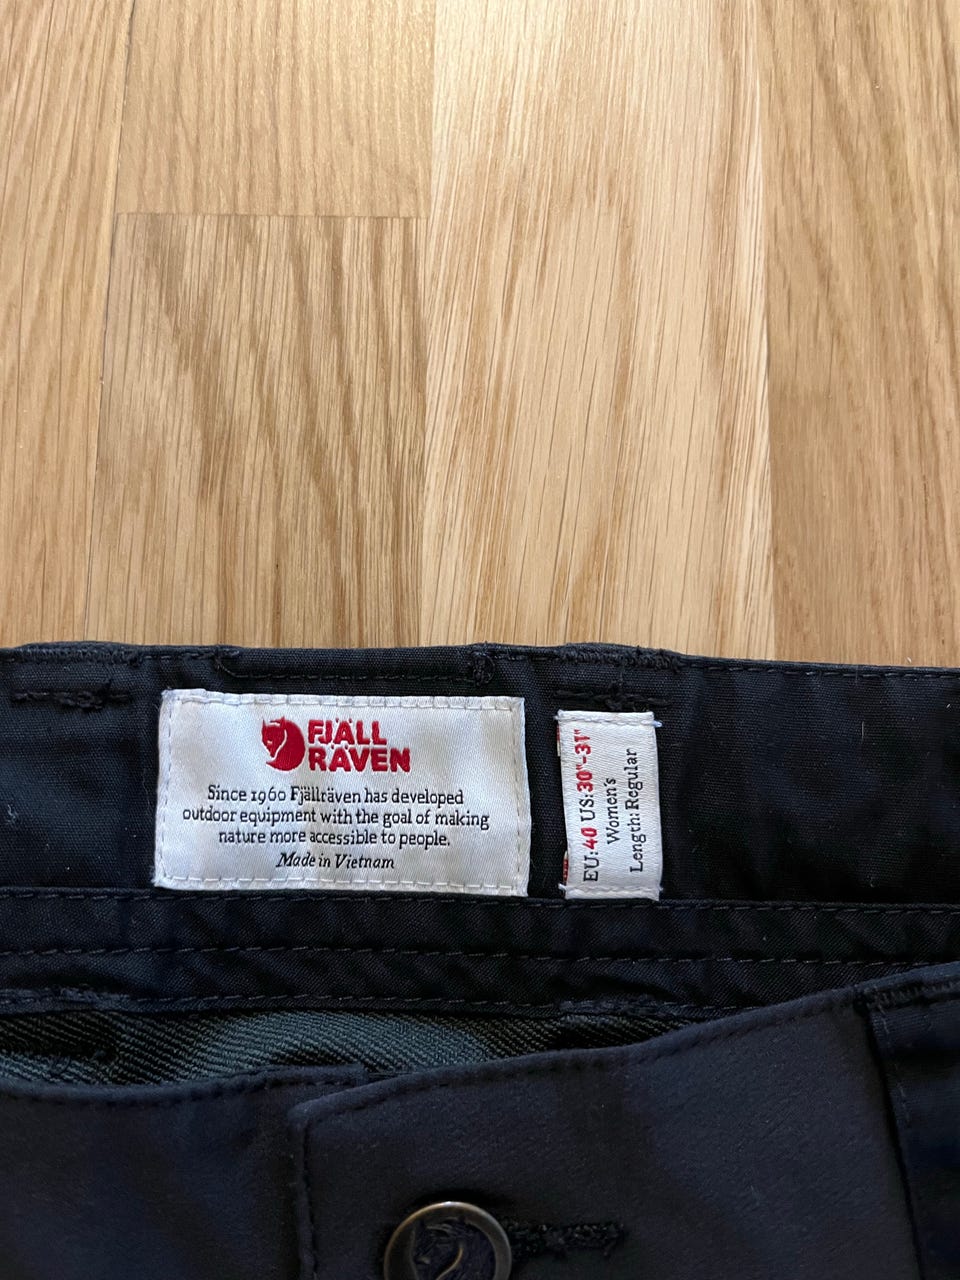 FJÄLL
RÄVEN
Since 1960 Fjällräven has developed
outdoor equipment with the goal of making
nature more accessible to people.
Made in Vietnam
EU: 40 US: 30"-31"
Women's
Length: Regular